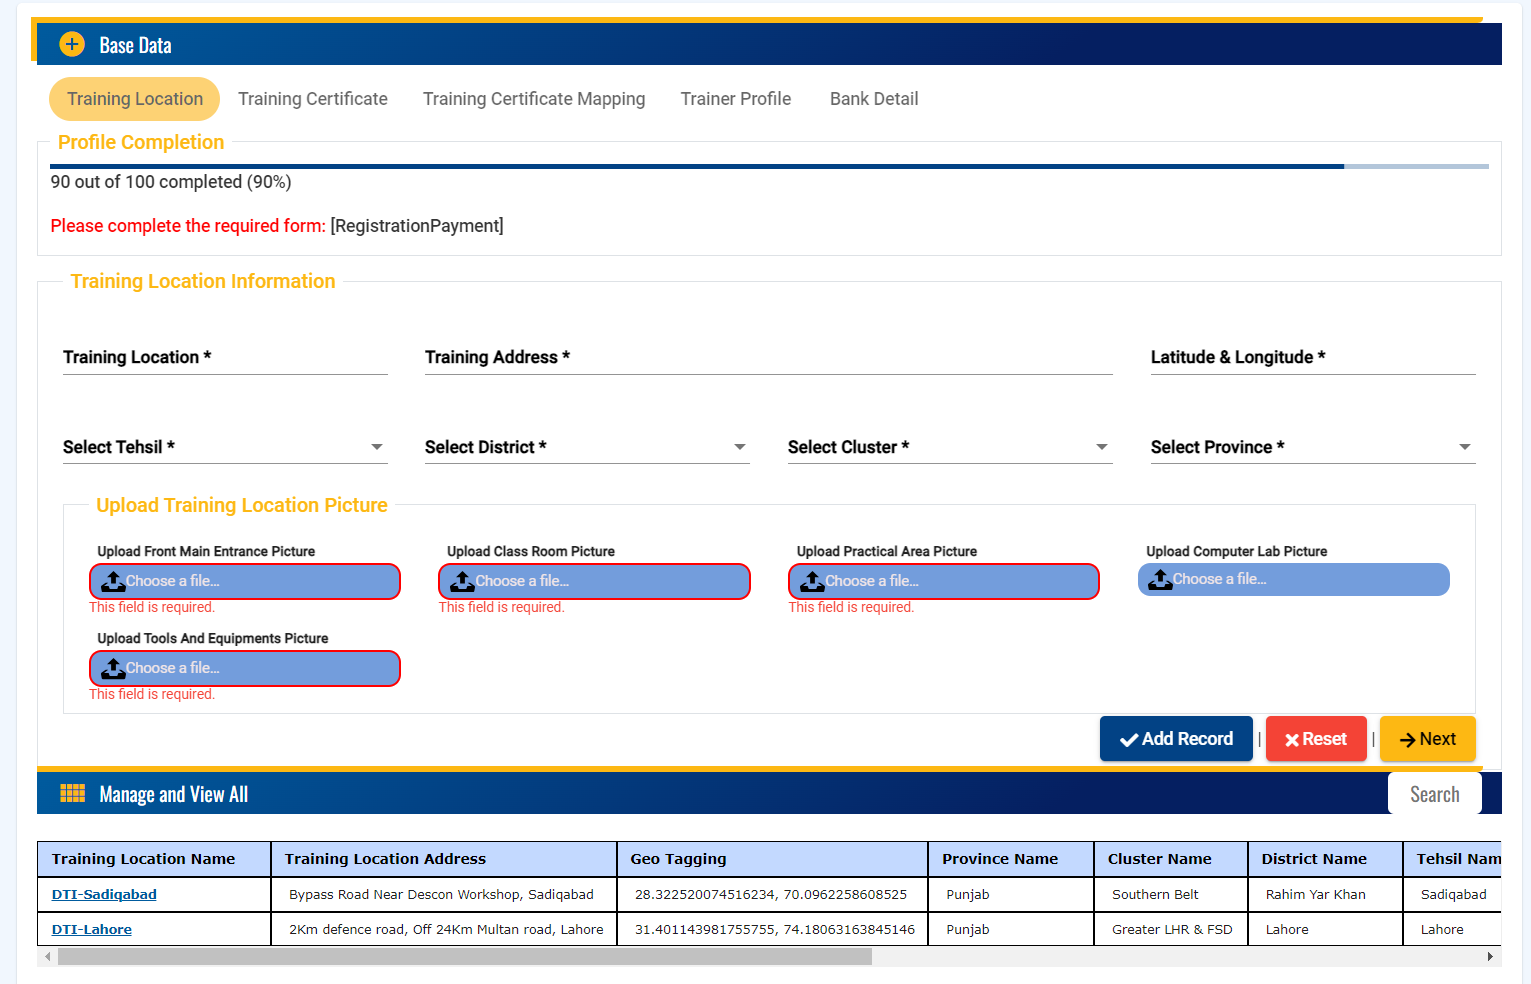 Base Data
Training Location Training Certificate Training Certificate Mapping Trainer Profile Bank Detail
Profile Completion
90 out of 100 completed (90%)
Please complete the required form: [RegistrationPayment]
Training Location Information
Training Location * Training Address * Latitude & Longitude *
Select Tehsil * Select District * Select Cluster * Select Province *
Upload Training Location Picture
Upload Front Main Entrance Picture Upload Class Room Picture Upload Practical Area Picture Upload Computer Lab Picture
Choose a file... Choose a file... Choose a file... Choose a file...
This field is required. This field is required. This field is required.
Upload Tools And Equipments Picture
Choose a file...
This field is required.
Add Record | Reset | Next
Manage and View All Search
Training Location Name Training Location Address Geo Tagging Province Name Cluster Name District Name Tehsil Nam
DTI-Sadiqabad Bypass Road Near Descon Workshop, Sadiqabad 28.322520074516234, 70.0962258608525 Punjab Southern Belt Rahim Yar Khan Sadiqabad
DTI-Lahore 2Km defence road, Off 24Km Multan road, Lahore 31.401143981755755, 74.18063163845146 Punjab Greater LHR & FSD Lahore Lahore